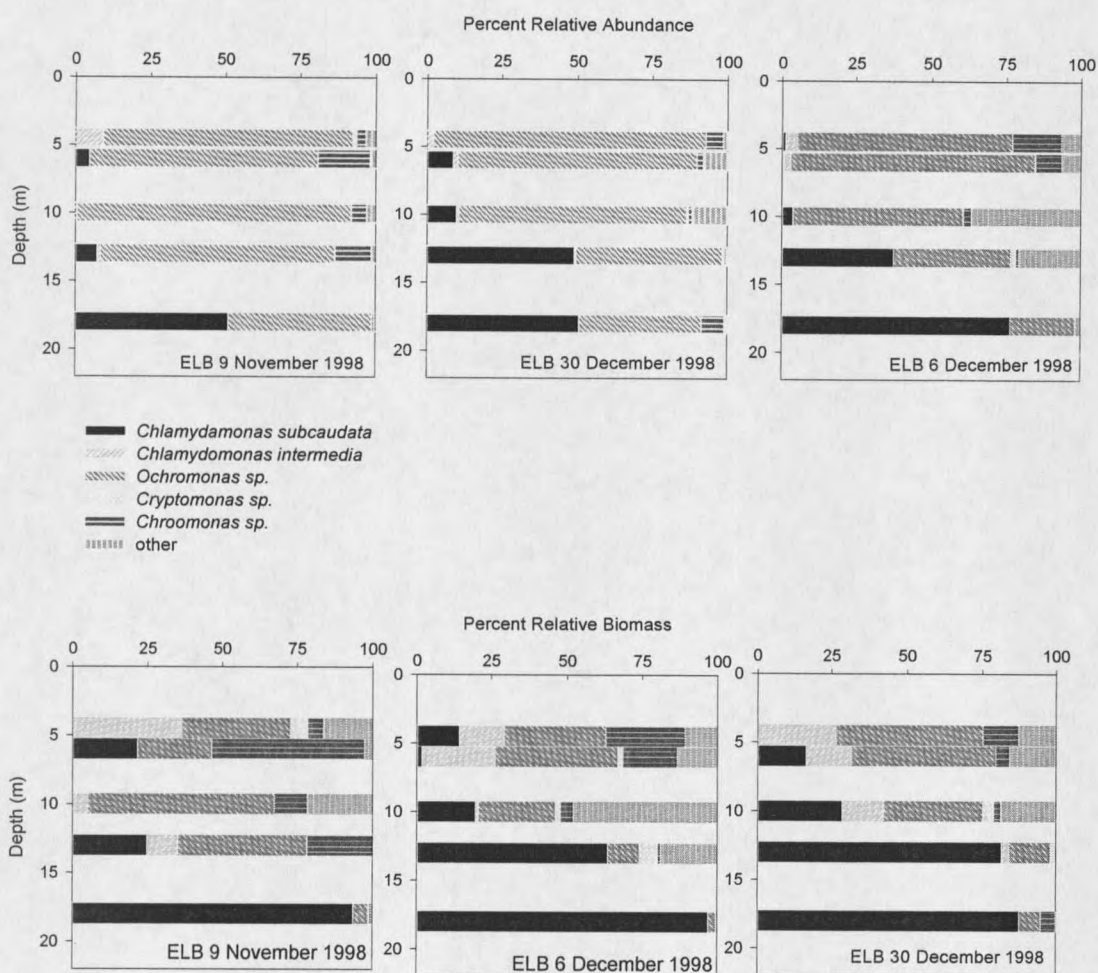 Percent Relative Abundance
0 25 50 75 100
0 25 50 75 100
0 25 50 75 100
Depth (m)
0
5
10
15
20
ELB 9 November 1998
0
5
10
15
20
ELB 30 December 1998
0
5
10
15
20
ELB 6 December 1998
Chlamydamonas subcaudata
Chlamydomonas intermedia
Ochromonas sp.
Cryptomonas sp.
Chroomonas sp.
other
Percent Relative Biomass
0 25 50 75 100
0 25 50 75 100
0 25 50 75 100
Depth (m)
0
5
10
15
20
ELB 9 November 1998
0
5
10
15
20
ELB 6 December 1998
0
5
10
15
20
ELB 30 December 1998